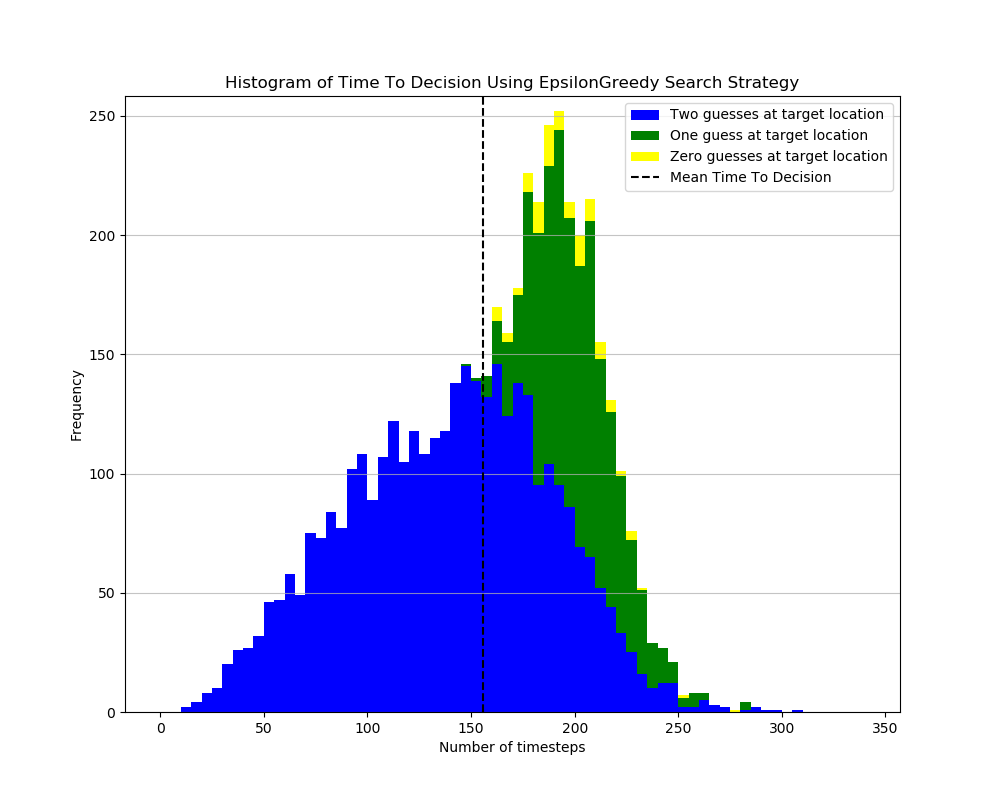 Histogram of Time To Decision Using EpsilonGreedy Search Strategy
Two guesses at target location
One guess at target location
Zero guesses at target location
Mean Time To Decision
Frequency
250
200
150
100
50
0
0 50 100 150 200 250 300 350
Number of timesteps